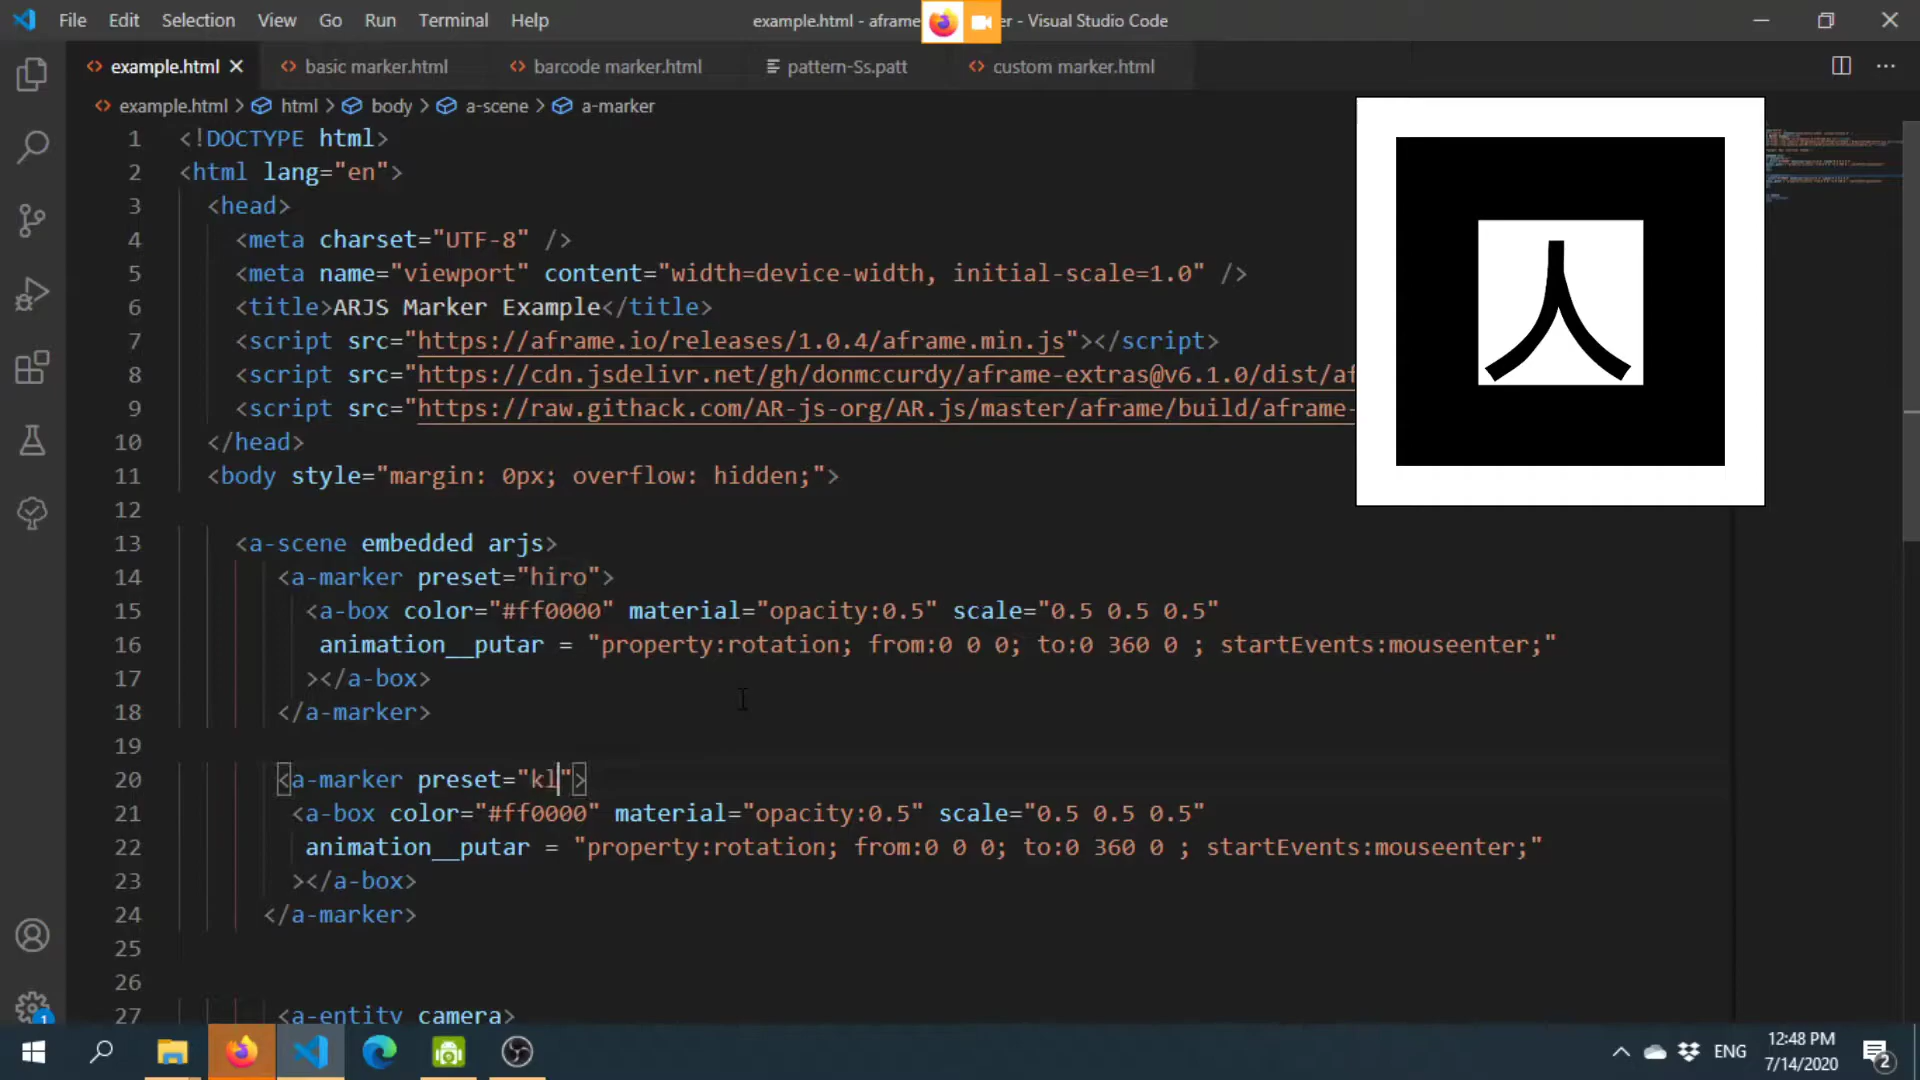 File Edit Selection View Go Run Terminal Help
example.html - aframe r - Visual Studio Code
example.html basic marker.html barcode marker.html pattern-Ss.patt custom marker.html
example.html > html > body > a-scene > a-marker
1 <!DOCTYPE html>
2 <html lang="en">
3 <head>
4 <meta charset="UTF-8" />
5 <meta name="viewport" content="width=device-width, initial-scale=1.0" />
6 <title>ARJS Marker Example</title>
7 <script src="https://aframe.io/releases/1.0.4/aframe.min.js"></script>
8 <script src="https://cdn.jsdelivr.net/gh/donmccurdy/aframe-extras@v6.1.0/dist/af
9 <script src="https://raw.githack.com/AR-js-org/AR.js/master/aframe/build/aframe-
10 </head>
11 <body style="margin: 0px; overflow: hidden;">
12
13 <a-scene embedded arjs>
14 <a-marker preset="hiro">
15 <a-box color="#ff0000" material="opacity:0.5" scale="0.5 0.5 0.5"
16 animation__putar = "property:rotation; from:0 0 0; to:0 360 0 ; startEvents:mouseenter;"
17 ></a-box>
18 </a-marker>
19
20 <a-marker preset="kl">
21 <a-box color="#ff0000" material="opacity:0.5" scale="0.5 0.5 0.5"
22 animation__putar = "property:rotation; from:0 0 0; to:0 360 0 ; startEvents:mouseenter;"
23 ></a-box>
24 </a-marker>
25
26
27 <a-entity camera>
人
1
ENG
12:48 PM
7/14/2020
2